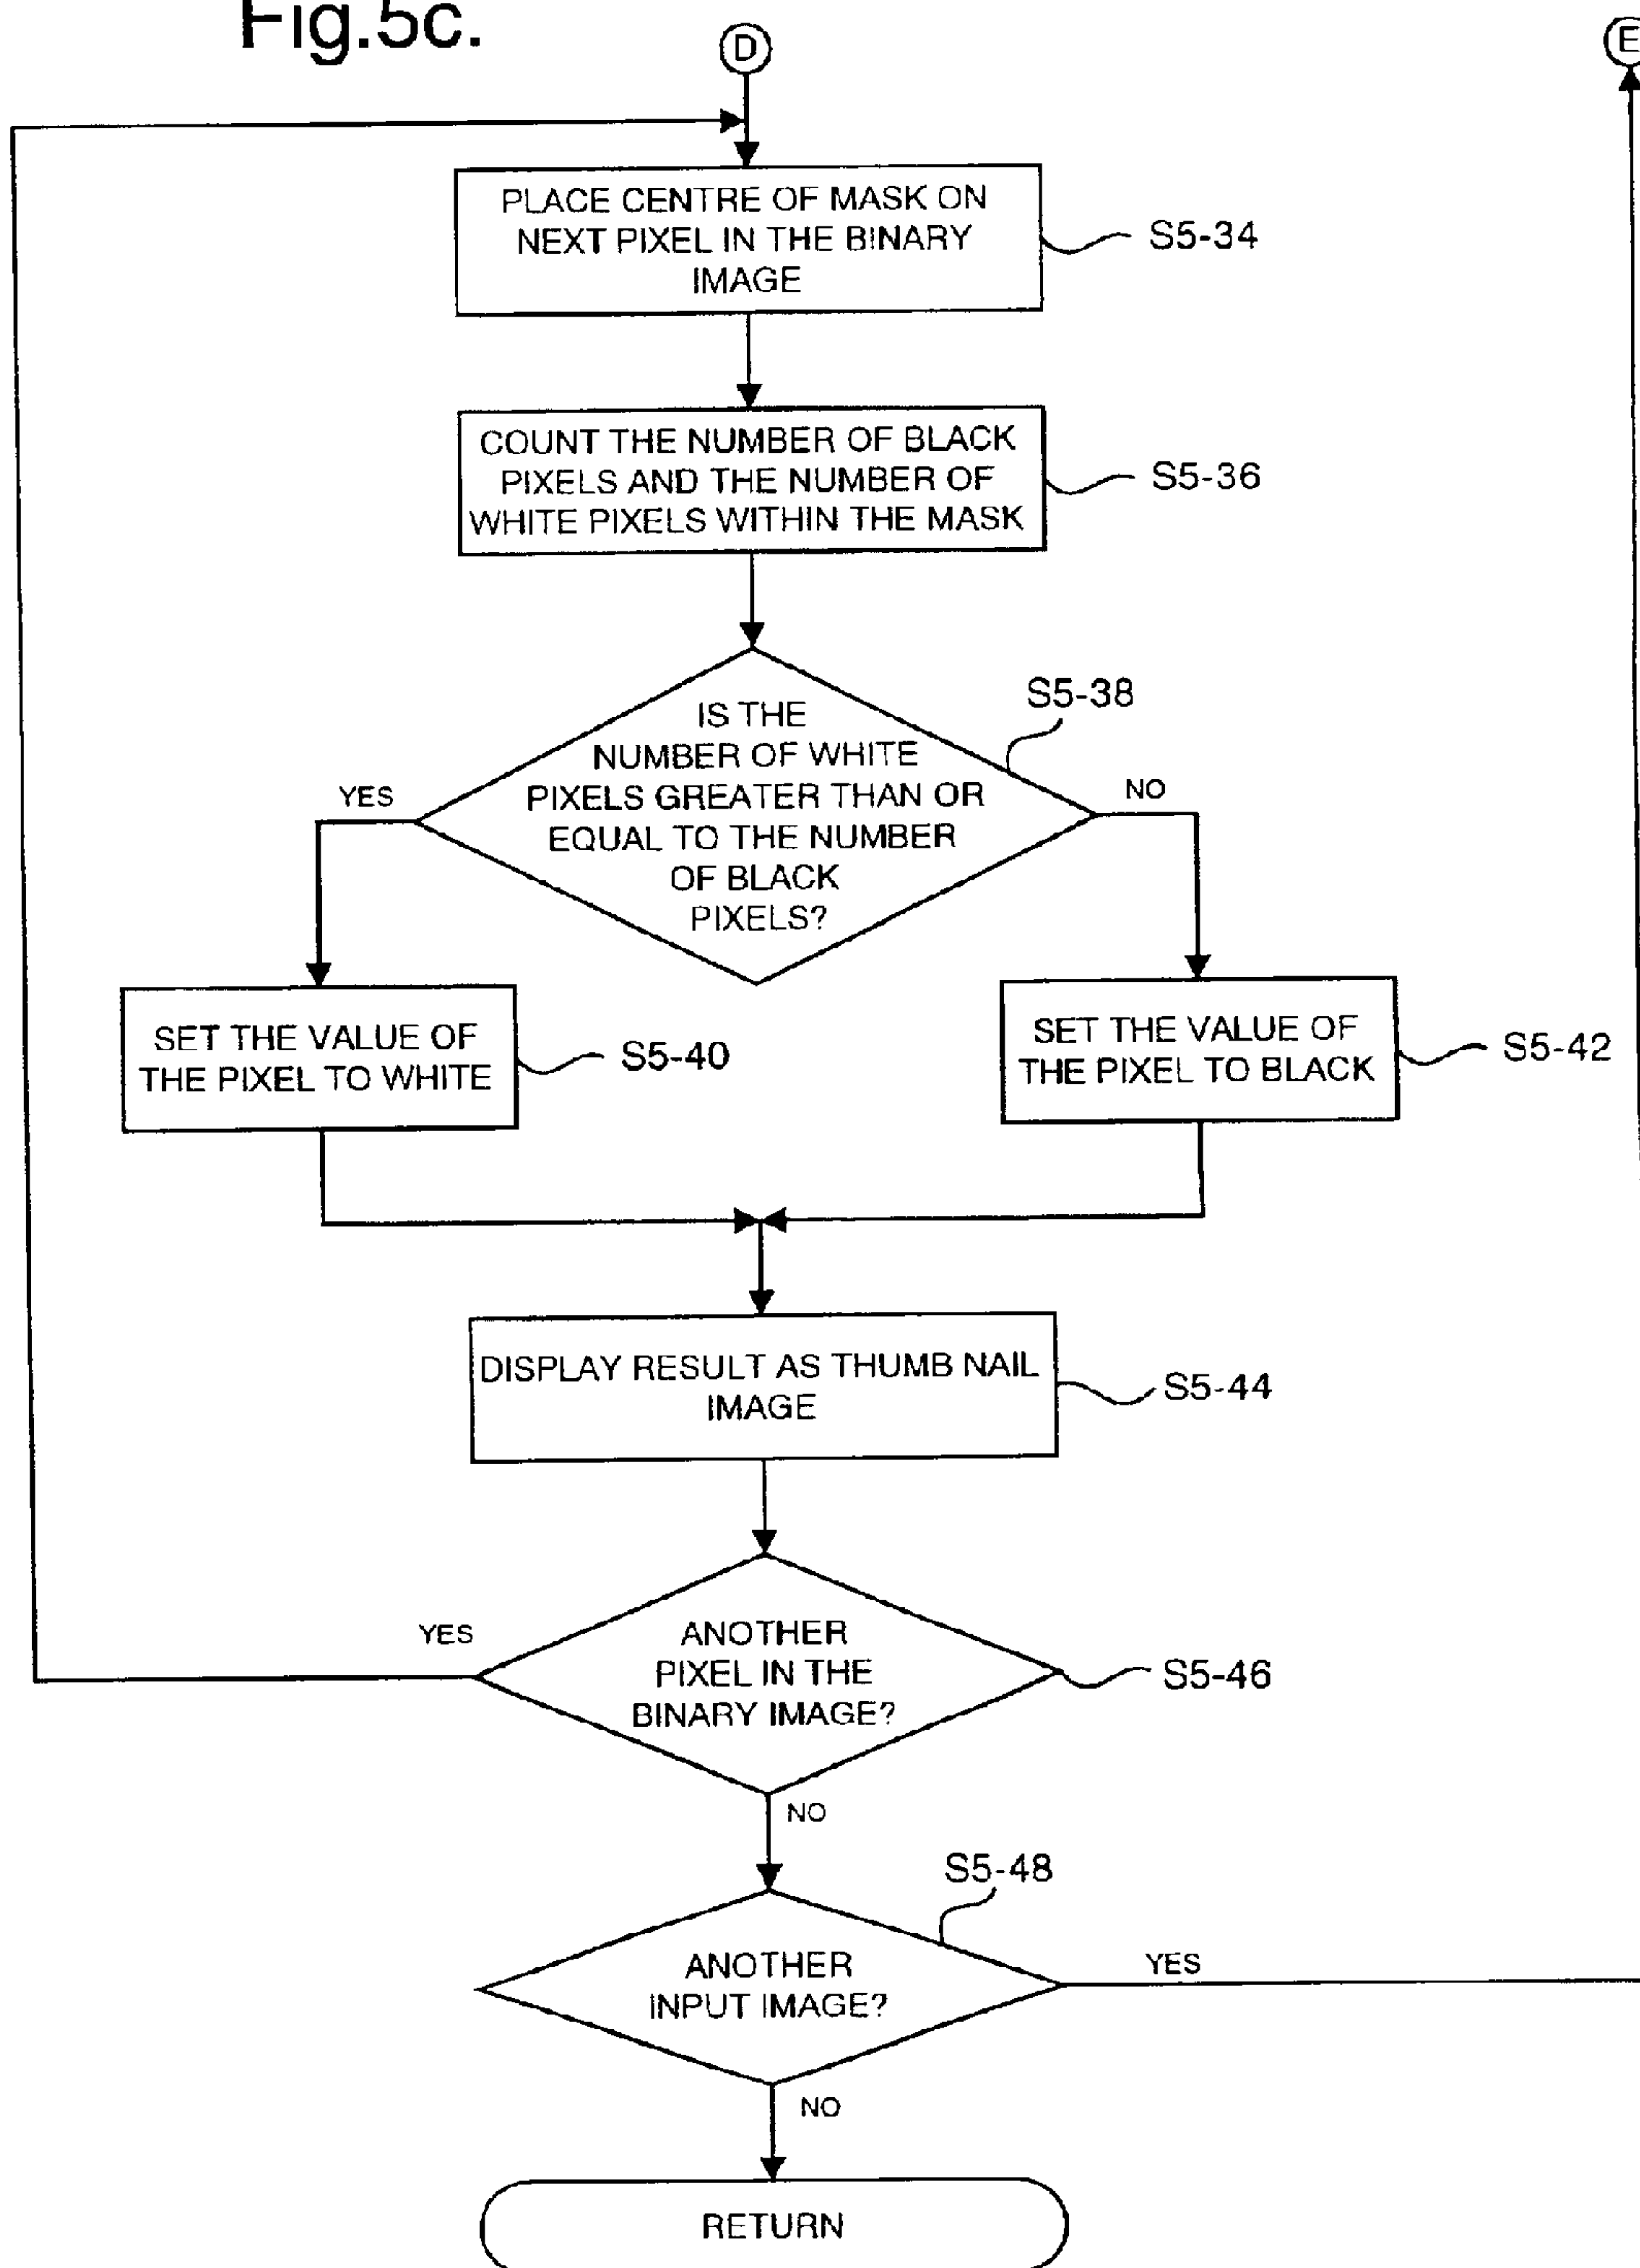 Fig.5c.
D
E
PLACE CENTRE OF MASK ON
NEXT PIXEL IN THE BINARY
IMAGE
S5-34
COUNT THE NUMBER OF BLACK
PIXELS AND THE NUMBER OF
WHITE PIXELS WITHIN THE MASK
S5-36
S5-38
IS THE
NUMBER OF WHITE
PIXELS GREATER THAN OR
EQUAL TO THE NUMBER
OF BLACK
PIXELS?
YES
NO
SET THE VALUE OF
THE PIXEL TO WHITE
S5-40
SET THE VALUE OF
THE PIXEL TO BLACK
S5-42
DISPLAY RESULT AS THUMB NAIL
IMAGE
S5-44
YES
ANOTHER
PIXEL IN THE
BINARY IMAGE?
S5-46
NO
S5-48
ANOTHER
INPUT IMAGE?
YES
NO
RETURN